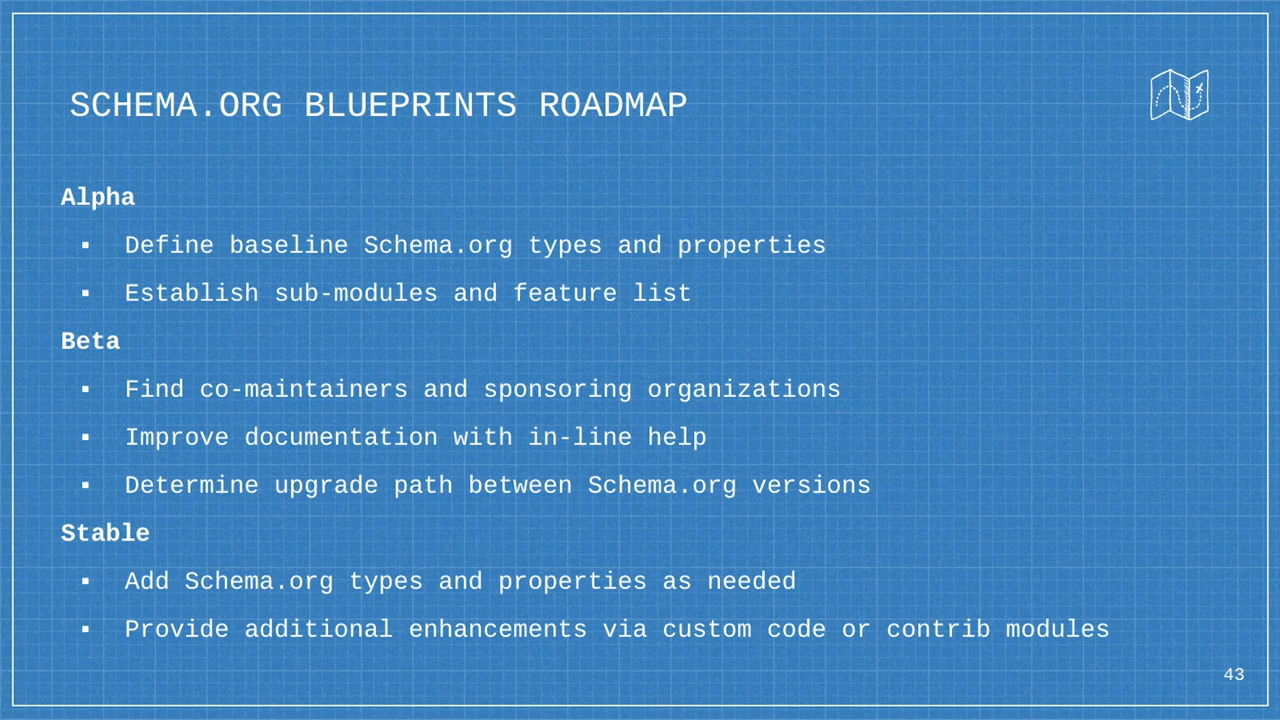 SCHEMA.ORG BLUEPRINTS ROADMAP
Alpha
▪ Define baseline Schema.org types and properties
▪ Establish sub-modules and feature list
Beta
▪ Find co-maintainers and sponsoring organizations
▪ Improve documentation with in-line help
▪ Determine upgrade path between Schema.org versions
Stable
▪ Add Schema.org types and properties as needed
▪ Provide additional enhancements via custom code or contrib modules
43